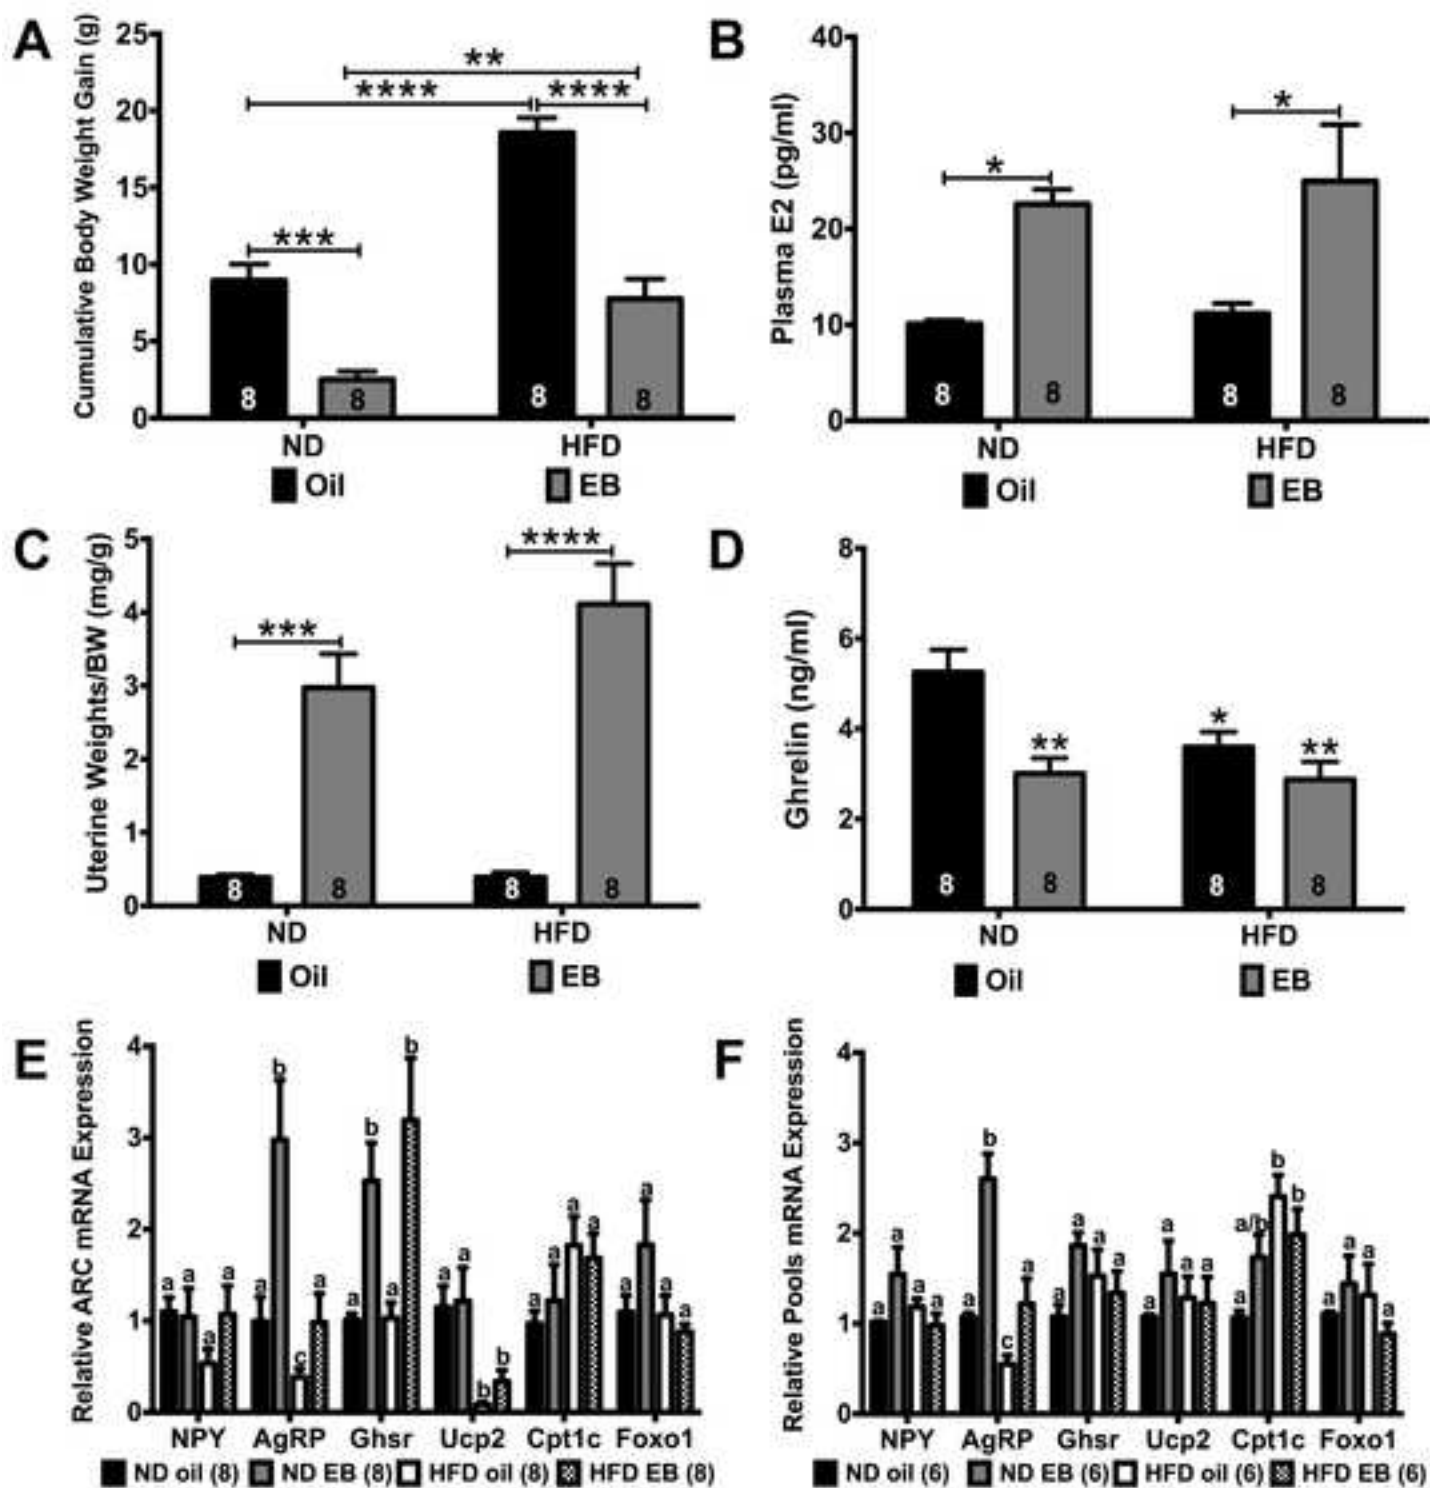 A
Cumulative Body Weight Gain (g)
25
20
15
10
5
0
**
**** ****
***
8 8 8 8
ND HFD
Oil EB
B
Plasma E2 (pg/ml)
40
30
20
10
0
* *
8 8 8 8
ND HFD
Oil EB
C
Uterine Weights/BW (mg/g)
5
4
3
2
1
0
*** ****
8 8 8 8
ND HFD
Oil EB
D
Ghrelin (ng/ml)
8
6
4
2
0
** * **
8 8 8 8
ND HFD
Oil EB
E
Relative ARC mRNA Expression
4
3
2
1
0
a a a a a b c a a b a b a a b b a a a a a a a a
NPY AgRP Ghsr Ucp2 Cpt1c Foxo1
ND oil (8) ND EB (8) HFD oil (8) HFD EB (8)
F
Relative Pools mRNA Expression
4
3
2
1
0
a a a a a b c a a a a a a a a a a a/b b b a a a a
NPY AgRP Ghsr Ucp2 Cpt1c Foxo1
ND oil (6) ND EB (6) HFD oil (6) HFD EB (6)